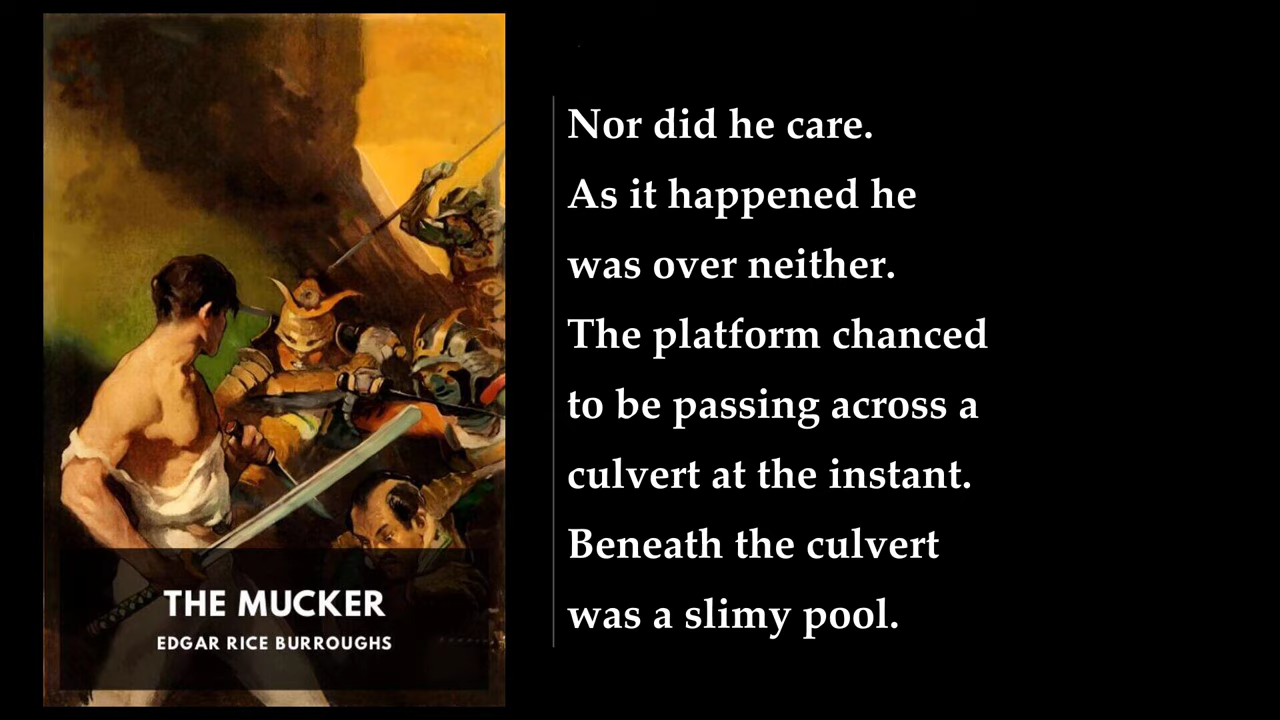 THE MUCKER
EDGAR RICE BURROUGHS
Nor did he care.
As it happened he
was over neither.
The platform chanced
to be passing across a
culvert at the instant.
Beneath the culvert
was a slimy pool.